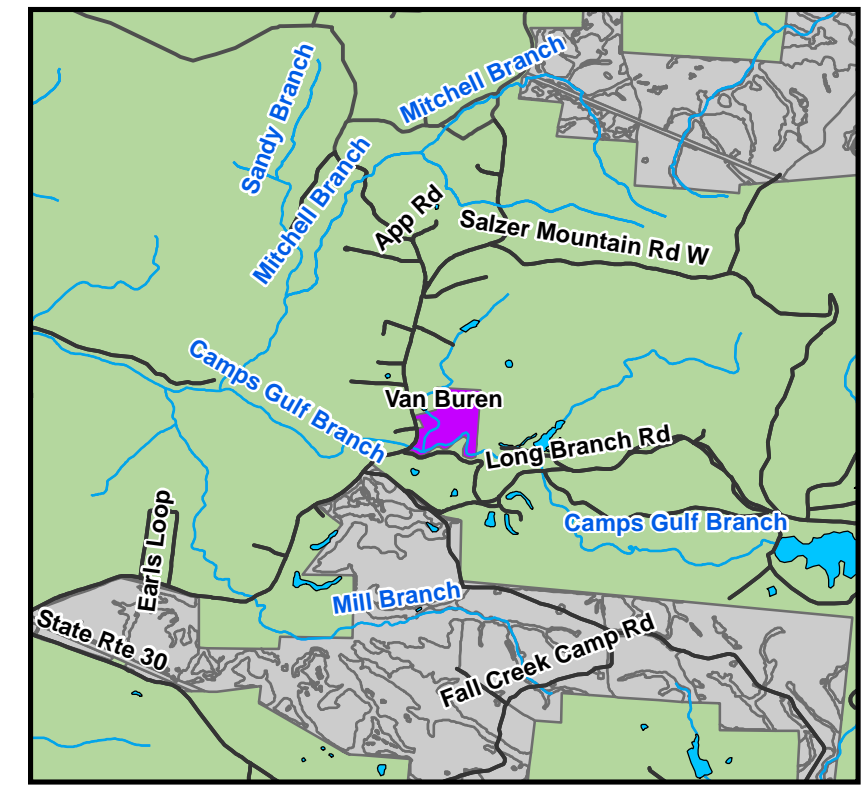 Mitchell Branch
Sandy Branch
Mitchell Branch
App Rd
Salzer Mountain Rd W
Camps Gulf Branch
Van Buren
Long Branch Rd
Camps Gulf Branch
Earls Loop
Mill Branch
State Rte 30
Fall Creek Camp Rd